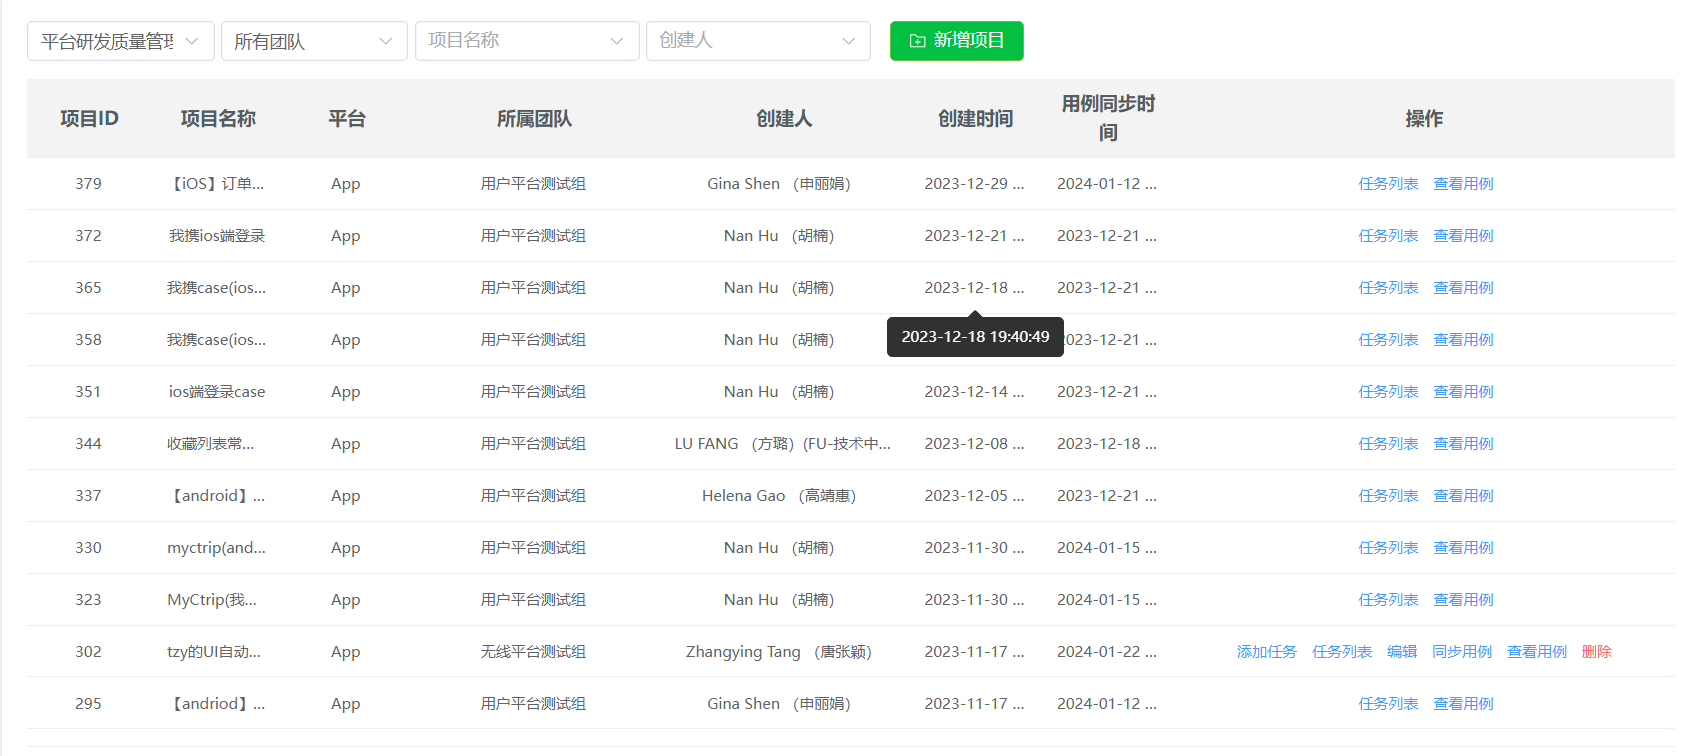 平台研发质量管理 所有团队 项目名称 创建人 新增项目
项目ID 项目名称 平台 所属团队 创建人 创建时间 用例同步时间 操作
379 【iOS】订单... App 用户平台测试组 Gina Shen （申丽娟） 2023-12-29 ... 2024-01-12 ... 任务列表 查看用例
372 我携ios端登录 App 用户平台测试组 Nan Hu （胡楠） 2023-12-21 ... 2023-12-21 ... 任务列表 查看用例
365 我携case(ios... App 用户平台测试组 Nan Hu （胡楠） 2023-12-18 ... 2023-12-21 ... 任务列表 查看用例
2023-12-18 19:40:49
358 我携case(ios... App 用户平台测试组 Nan Hu （胡楠） 2023-12-21 ... 任务列表 查看用例
351 ios端登录case App 用户平台测试组 Nan Hu （胡楠） 2023-12-14 ... 2023-12-21 ... 任务列表 查看用例
344 收藏列表常... App 用户平台测试组 LU FANG （方璐）(FU-技术中... 2023-12-08 ... 2023-12-18 ... 任务列表 查看用例
337 【android】... App 用户平台测试组 Helena Gao （高靖惠） 2023-12-05 ... 2023-12-21 ... 任务列表 查看用例
330 myctrip(and... App 用户平台测试组 Nan Hu （胡楠） 2023-11-30 ... 2024-01-15 ... 任务列表 查看用例
323 MyCtrip(我... App 用户平台测试组 Nan Hu （胡楠） 2023-11-30 ... 2024-01-15 ... 任务列表 查看用例
302 tzy的UI自动... App 无线平台测试组 Zhangying Tang （唐张颖） 2023-11-17 ... 2024-01-22 ... 添加任务 任务列表 编辑 同步用例 查看用例 删除
295 【andriod】... App 用户平台测试组 Gina Shen （申丽娟） 2023-11-17 ... 2024-01-12 ... 任务列表 查看用例